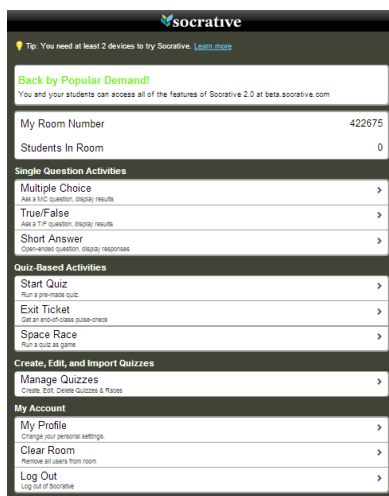 socrative
Tip: You need at least 2 devices to try Socrative. Learn more
Back by Popular Demand!
You and your students can access all of the features of Socrative 2.0 at beta.socrative.com
My Room Number 422675
Students In Room 0
Single Question Activities
Multiple Choice
Ask a MC question, display results
True/False
Ask a T/F question, display results
Short Answer
Open-ended question, display responses
Quiz-Based Activities
Start Quiz
Run a pre-made quiz.
Exit Ticket
Get an end-of-class pulse-check
Space Race
Run a quiz as game
Create, Edit, and Import Quizzes
Manage Quizzes
Create, Edit, Delete Quizzes & Races
My Account
My Profile
Change your personal settings.
Clear Room
Remove all users from room
Log Out
Log out of Socrative